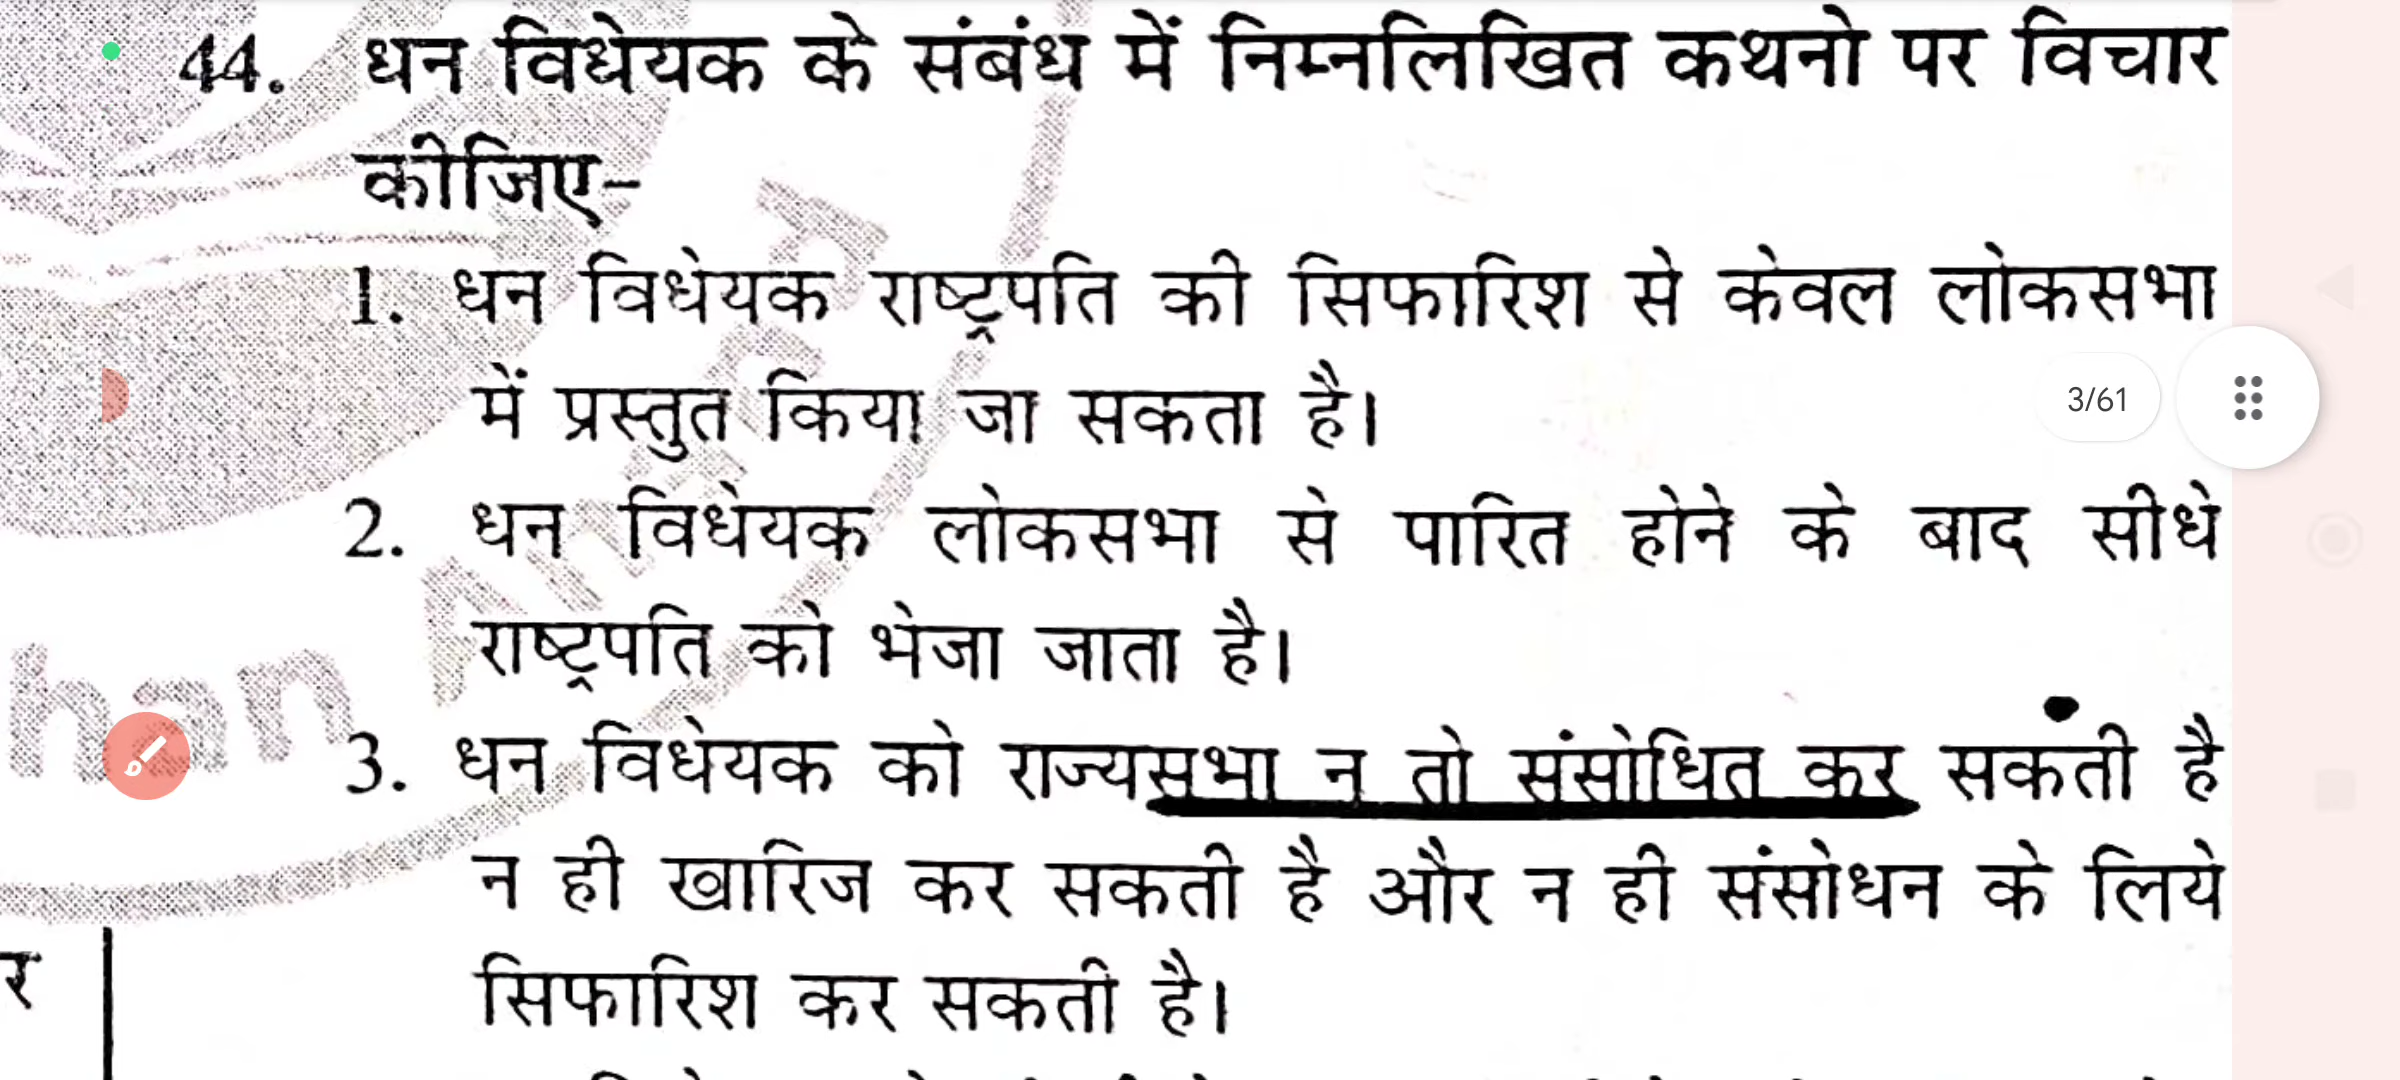 44. धन विधेयक के संबंध में निम्नलिखित कथनो पर विचार
कीजिए-
1. धन विधेयक राष्ट्रपति की सिफारिश से केवल लोकसभा
में प्रस्तुत किया जा सकता है।
3/61
2. धन विधेयक लोकसभा से पारित होने के बाद सीधे
राष्ट्रपति को भेजा जाता है।
han
3. धन विधेयक को राज्यसभा न तो संसोधित कर सकती है
न ही खारिज कर सकती है और न ही संसोधन के लिये
र
सिफारिश कर सकती है।